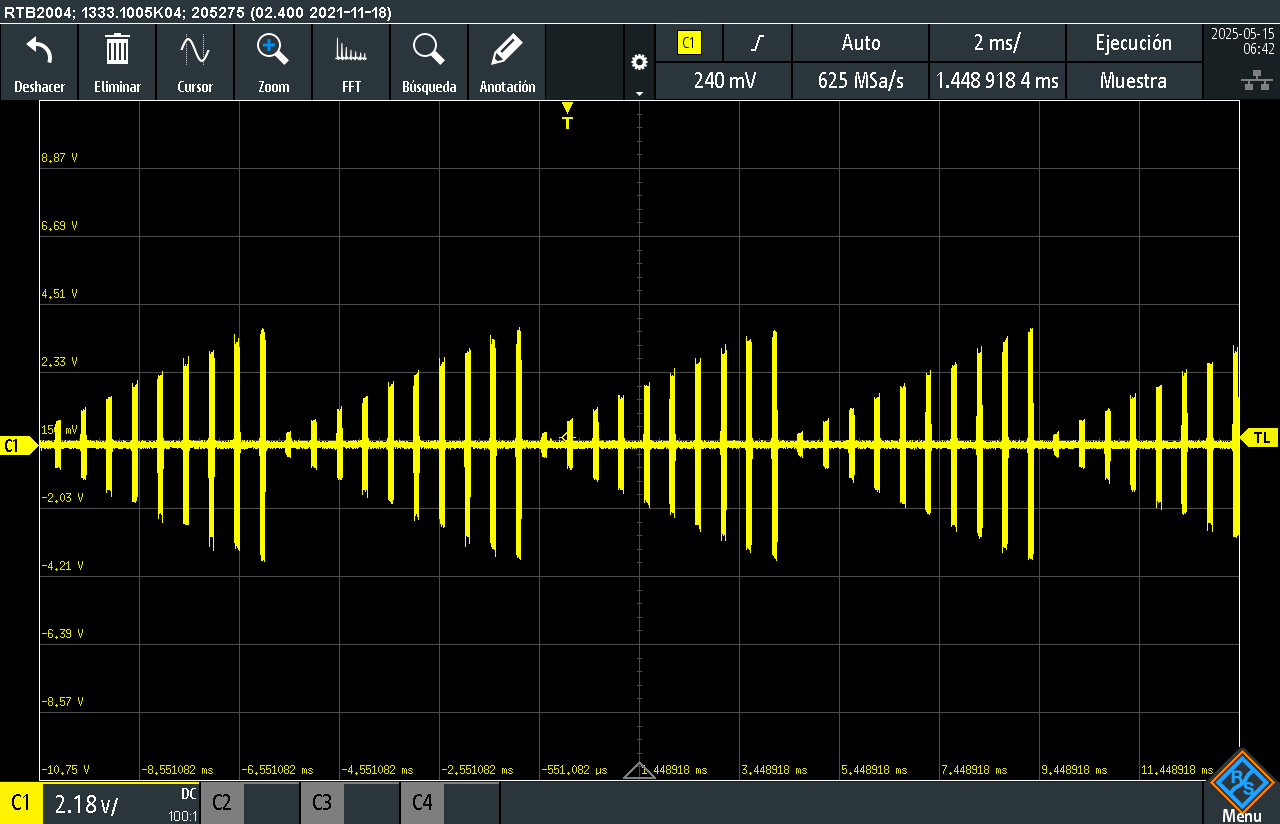 RTB2004; 1333.1005K04; 205275 (02.400 2021-11-18)
Deshacer
Eliminar
Cursor
Zoom
FFT
Búsqueda
Anotación
C1
Auto
2 ms/
Ejecución
240 mV
625 MSa/s
1.448 918 4 ms
Muestra
2025-05-15
06:42
T
8.87 V
6.69 V
4.51 V
2.33 V
150 mV
C1
TL
-2.03 V
-4.21 V
-6.39 V
-8.57 V
-10.75 V
-8.551082 ms
-6.551082 ms
-4.551082 ms
-2.551082 ms
-551.082 µs
1.448918 ms
3.448918 ms
5.448918 ms
7.448918 ms
9.448918 ms
11.448918 ms
C1
2.18 V/
DC
100:1
C2
C3
C4
R&S
Menu